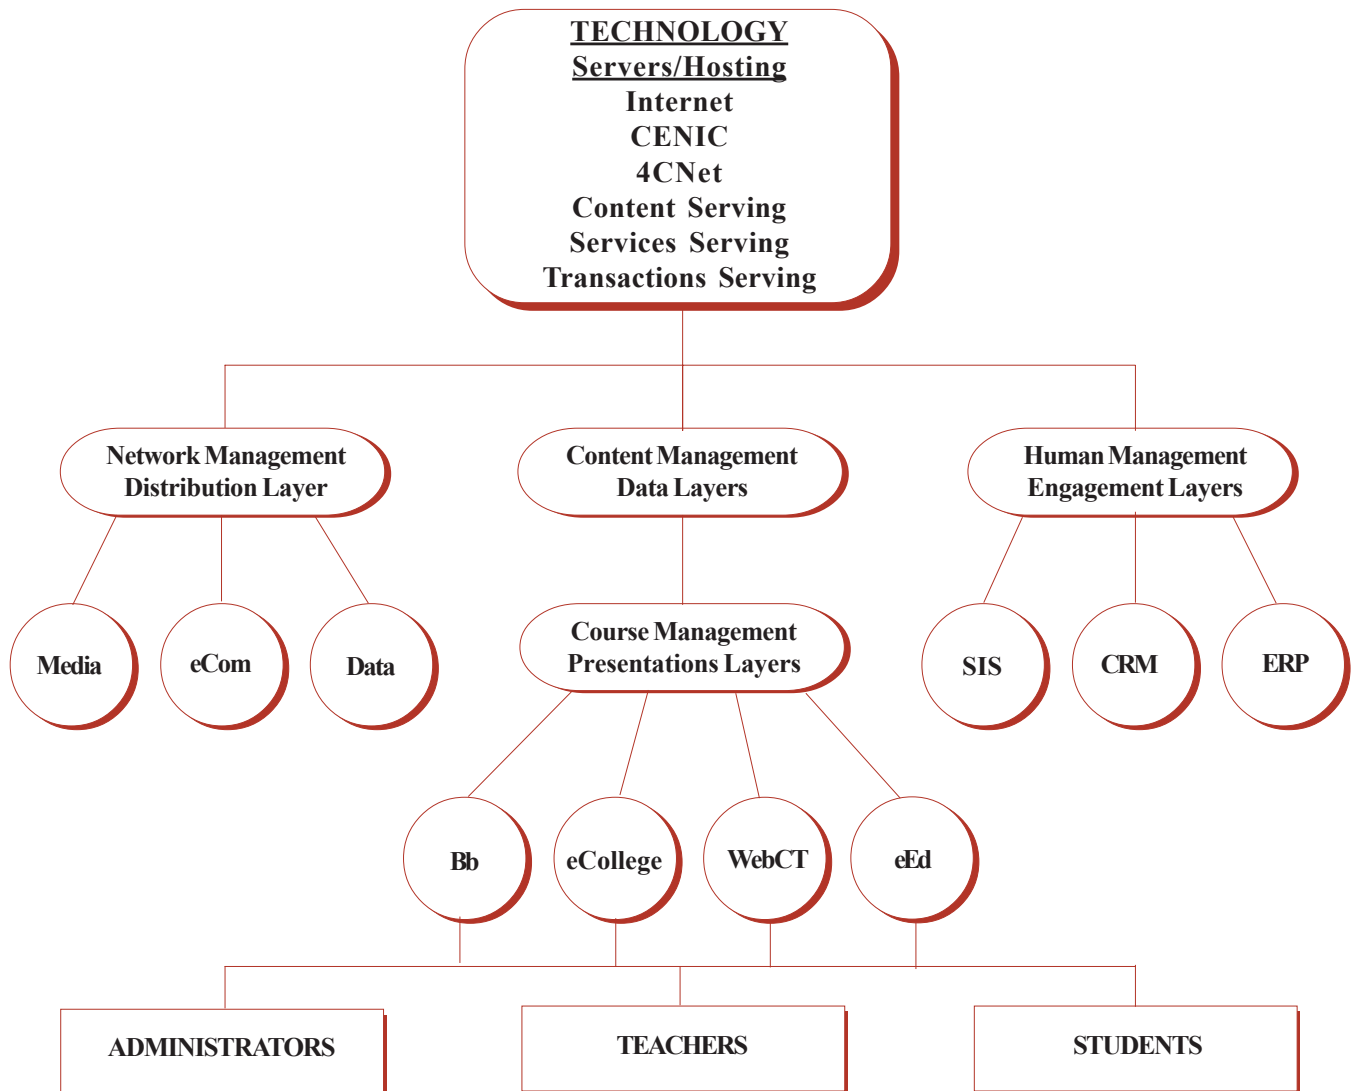 TECHNOLOGY
Servers/Hosting
Internet
CENIC
4CNet
Content Serving
Services Serving
Transactions Serving
Network Management
Distribution Layer
Content Management
Data Layers
Human Management
Engagement Layers
Media
eCom
Data
Course Management
Presentations Layers
SIS
CRM
ERP
Bb
eCollege
WebCT
eEd
ADMINISTRATORS
TEACHERS
STUDENTS